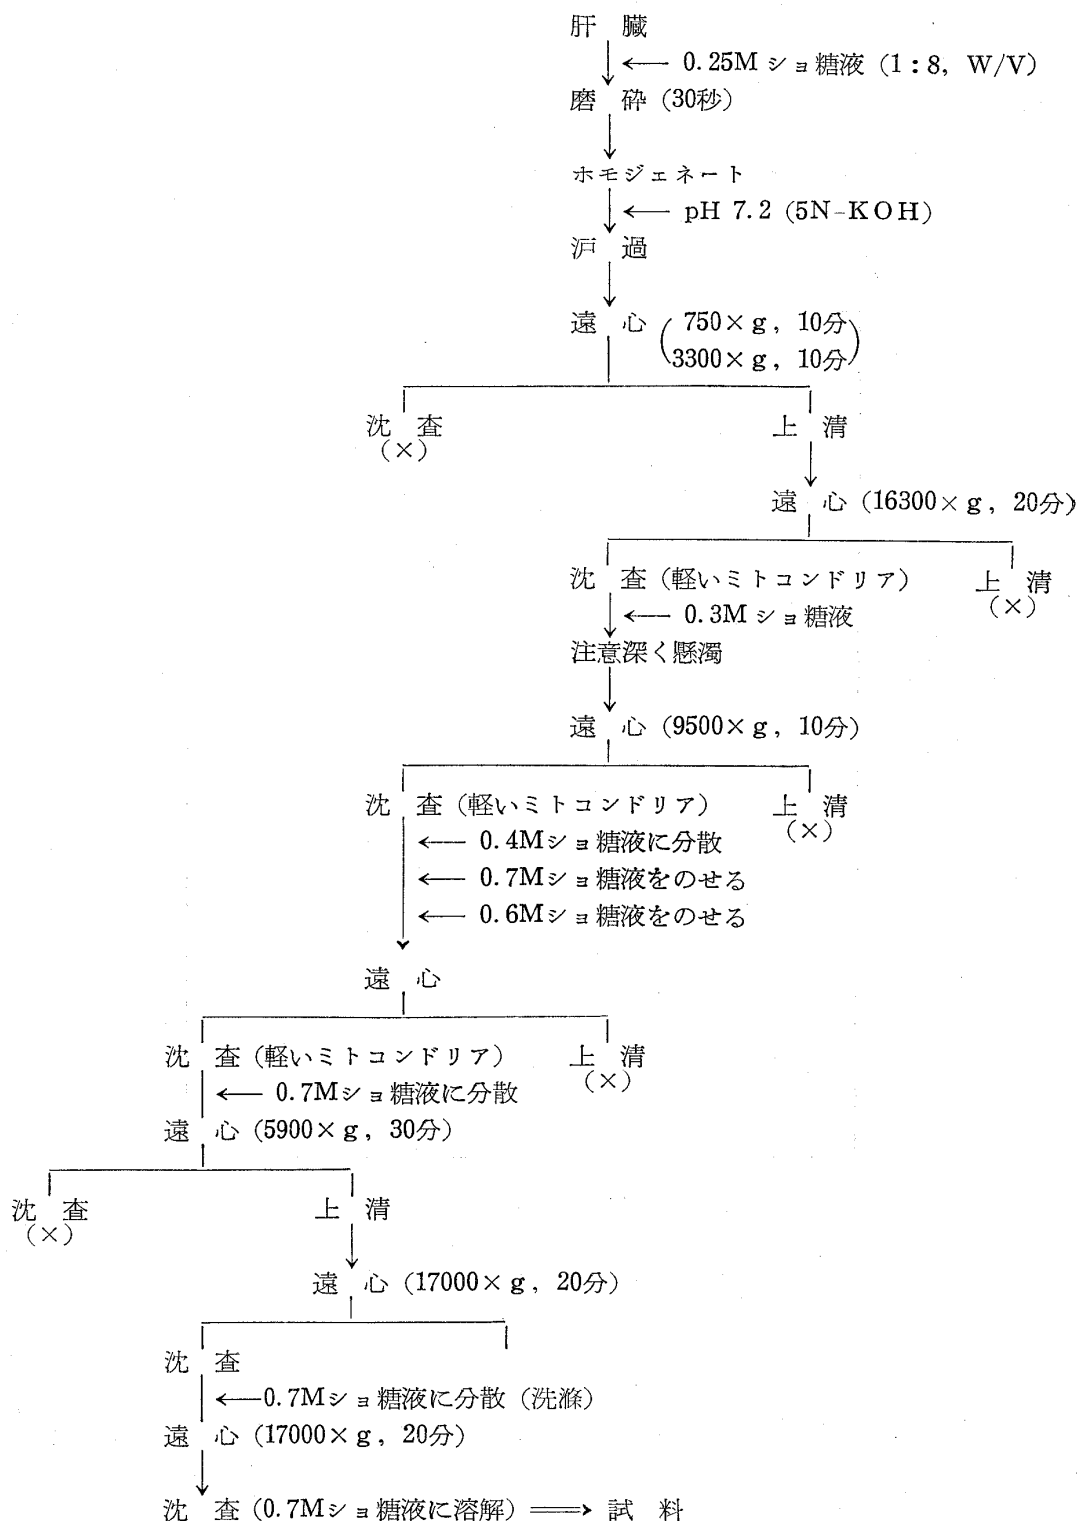 肝臓
← 0.25M ショ糖液 (1:8, W/V)
磨砕 (30秒)
ホモジェネート
← pH 7.2 (5N-KOH)
沪過
遠心 ( 750×g, 10分
3300×g, 10分 )
沈査 上清
(×)
遠心 (16300×g, 20分)
沈査 (軽いミトコンドリア) 上清
← 0.3M ショ糖液 (×)
注意深く懸濁
遠心 (9500×g, 10分)
沈査 (軽いミトコンドリア) 上清
(×)
← 0.4Mショ糖液に分散
← 0.7Mショ糖液をのせる
← 0.6Mショ糖液をのせる
遠心
沈査 (軽いミトコンドリア) 上清
(×)
← 0.7Mショ糖液に分散
遠心 (5900×g, 30分)
沈査 上清
(×)
遠心 (17000×g, 20分)
沈査
←0.7Mショ糖液に分散 (洗滌)
遠心 (17000×g, 20分)
沈査 (0.7Mショ糖液に溶解) ⟹ 試料